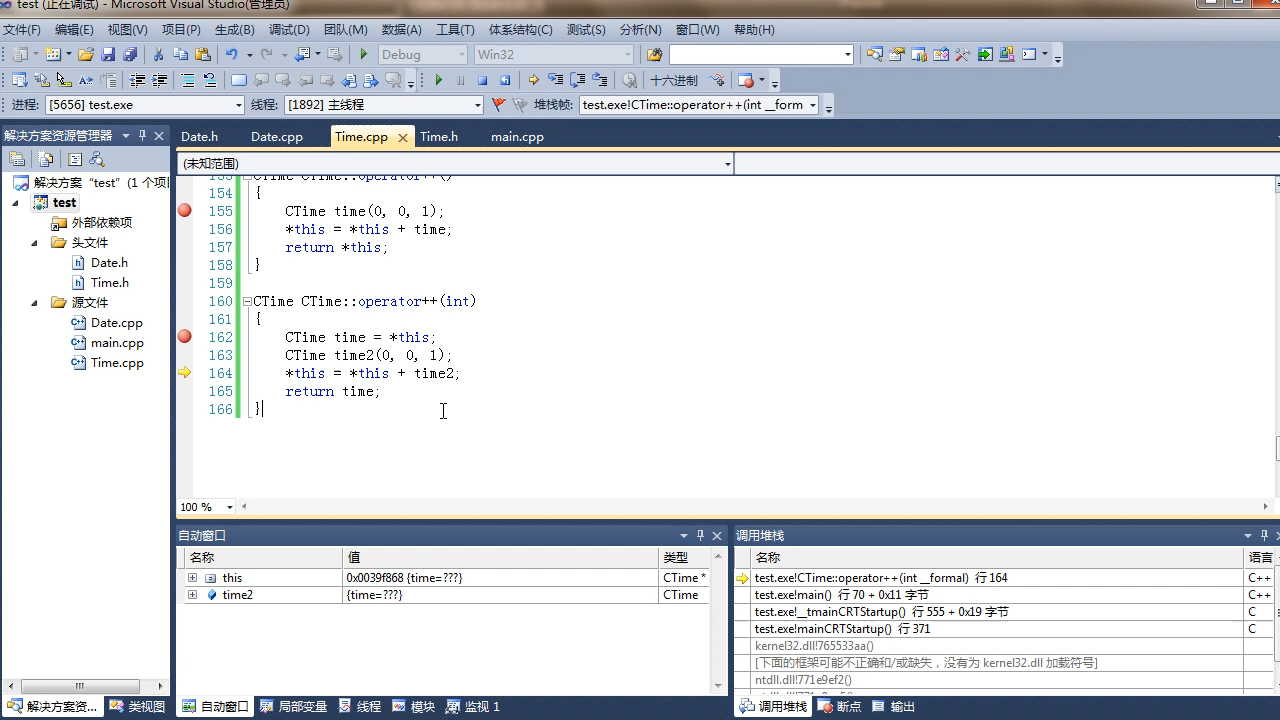 test (正在调试) - Microsoft Visual Studio(管理员)
文件(F) 编辑(E) 视图(V) 项目(P) 生成(B) 调试(D) 团队(M) 数据(A) 工具(T) 体系结构(C) 测试(S) 分析(N) 窗口(W) 帮助(H)
Debug Win32
十六进制
进程: [5656] test.exe 线程: [1892] 主线程 堆栈帧: test.exe!CTime::operator++(int __form
解决方案资源管理器
Date.h Date.cpp Time.cpp Time.h main.cpp
(未知范围)
解决方案 “test” (1 个项
test
外部依赖项
头文件
Date.h
Time.h
源文件
Date.cpp
main.cpp
Time.cpp
153 CTime CTime::operator++()
154 {
155 CTime time(0, 0, 1);
156 *this = *this + time;
157 return *this;
158 }
159
160 CTime CTime::operator++(int)
161 {
162 CTime time = *this;
163 CTime time2(0, 0, 1);
164 *this = *this + time2;
165 return time;
166 }
100 %
自动窗口
名称 值 类型
this 0x0039f868 {time=???} CTime *
time2 {time=???} CTime
调用堆栈
名称 语言
test.exe!CTime::operator++(int __formal) 行 164 C++
test.exe!main() 行 70 + 0x11 字节 C++
test.exe!__tmainCRTStartup() 行 555 + 0x19 字节 C
test.exe!mainCRTStartup() 行 371 C
kernel32.dll!765533aa()
[下面的框架可能不正确和/或缺失，没有为 kernel32.dll 加载符号]
ntdll.dll!771e9ef2()
解决方案资... 类视图
自动窗口 局部变量 线程 模块 监视 1
调用堆栈 断点 输出